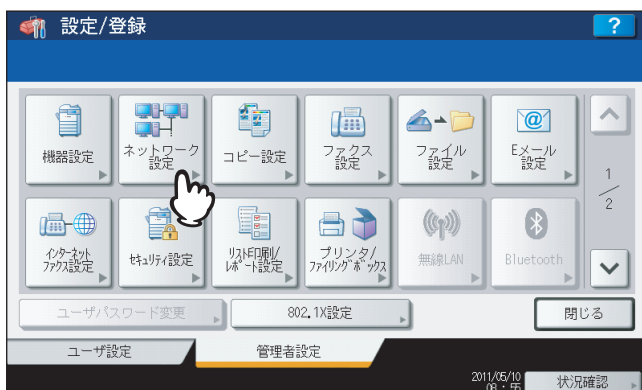 設定/登録
?
機器設定
ネットワーク
設定
コピー設定
ファクス
設定
ファイル
設定
Eメール
設定
1
2
インターネット
ファクス設定
セキュリティ設定
リスト印刷/
レポート設定
プリンタ/
ファイリングボックス
無線LAN
Bluetooth
ユーザパスワード変更
802.1X設定
閉じる
ユーザ設定
管理者設定
2011/05/10
08:55
状況確認